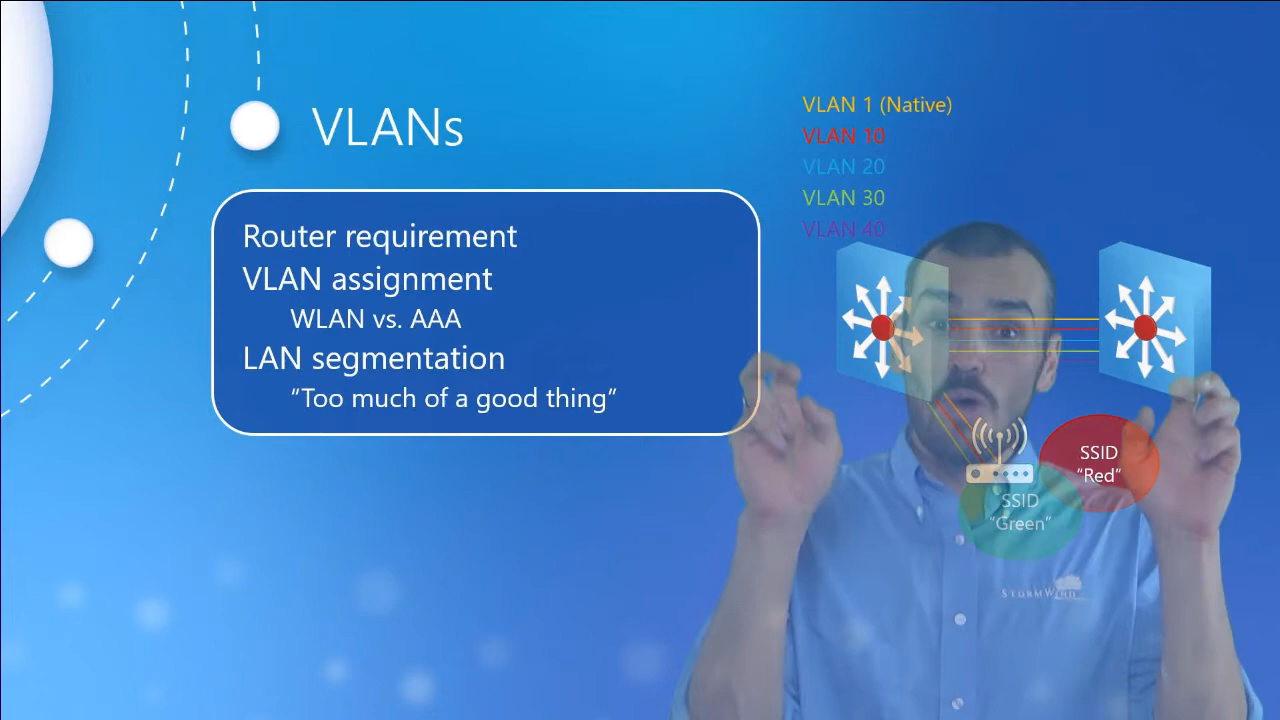 VLANs
Router requirement
VLAN assignment
WLAN vs. AAA
LAN segmentation
“Too much of a good thing”
VLAN 1 (Native)
VLAN 10
VLAN 20
VLAN 30
VLAN 40
SSID
“Red”
SSID
“Green”
STORMWIND